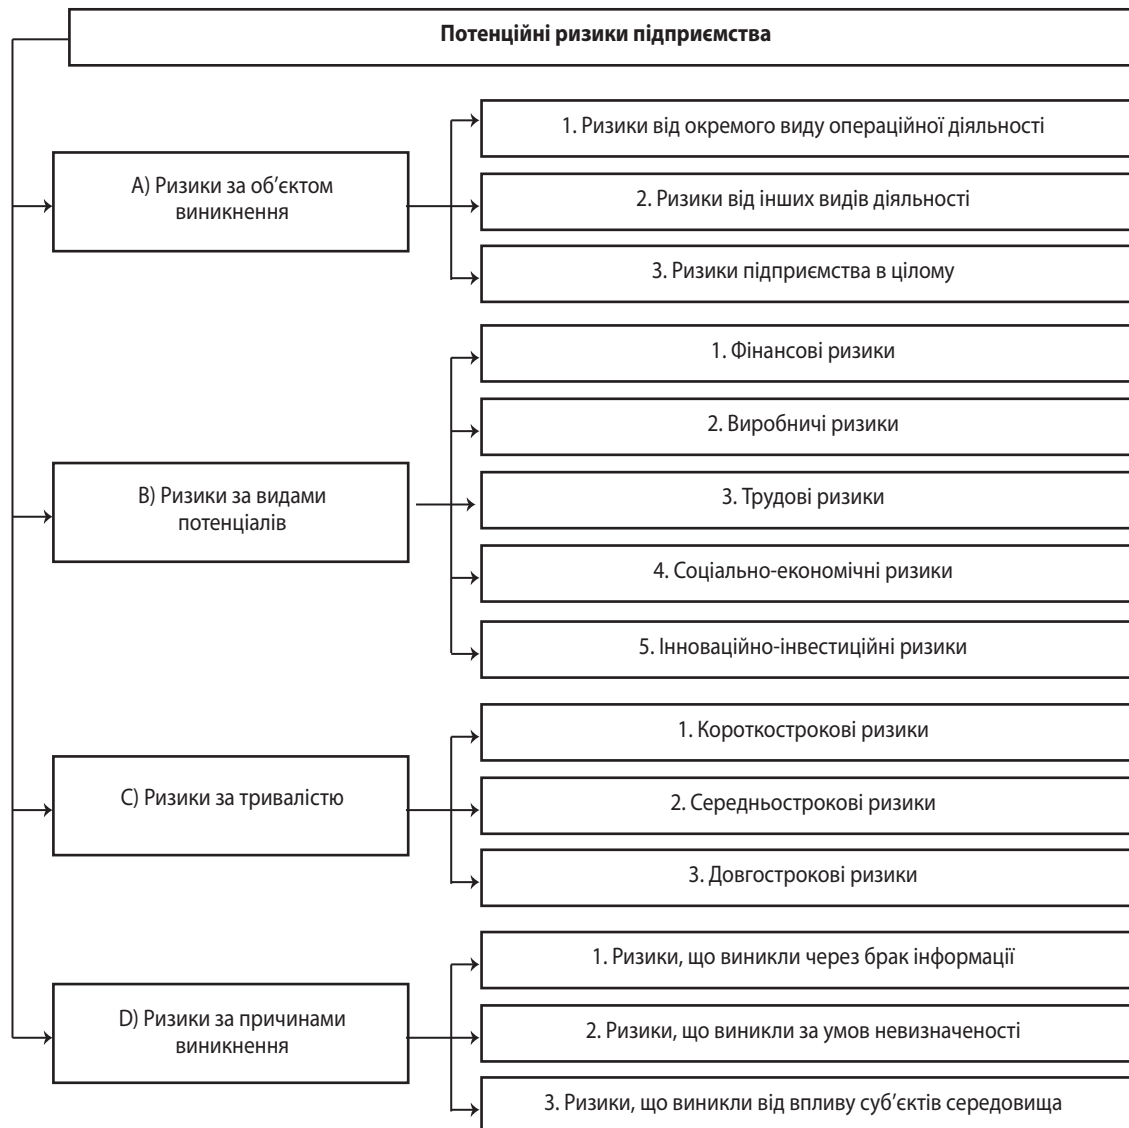 Потенційні ризики підприємства
А) Ризики за об’єктом
виникнення
1. Ризики від окремого виду операційної діяльності
2. Ризики від інших видів діяльності
3. Ризики підприємства в цілому
В) Ризики за видами
потенціалів
1. Фінансові ризики
2. Виробничі ризики
3. Трудові ризики
4. Соціально-економічні ризики
5. Інноваційно-інвестиційні ризики
С) Ризики за тривалістю
1. Короткострокові ризики
2. Середньострокові ризики
3. Довгострокові ризики
D) Ризики за причинами
виникнення
1. Ризики, що виникли через брак інформації
2. Ризики, що виникли за умов невизначеності
3. Ризики, що виникли від впливу суб’єктів середовища